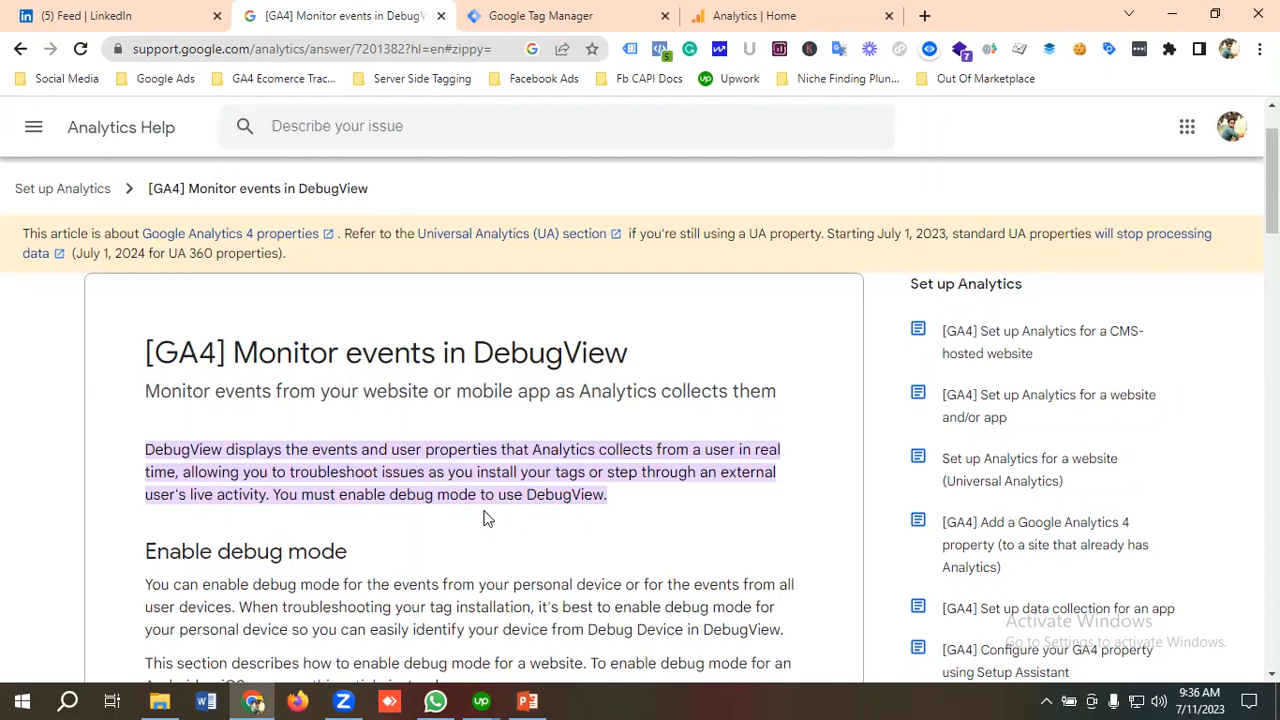 (5) Feed | LinkedIn
[GA4] Monitor events in DebugV
Google Tag Manager
Analytics | Home
support.google.com/analytics/answer/7201382?hl=en#zippy=
5
7
Social Media
Google Ads
GA4 Ecomerce Trac...
Server Side Tagging
Facebook Ads
Fb CAPI Docs
Upwork
Niche Finding Plun...
Out Of Marketplace
Analytics Help
Describe your issue
Set up Analytics
[GA4] Monitor events in DebugView
This article is about Google Analytics 4 properties . Refer to the Universal Analytics (UA) section if you're still using a UA property. Starting July 1, 2023, standard UA properties will stop processing
data (July 1, 2024 for UA 360 properties).
[GA4] Monitor events in DebugView
Monitor events from your website or mobile app as Analytics collects them
DebugView displays the events and user properties that Analytics collects from a user in real
time, allowing you to troubleshoot issues as you install your tags or step through an external
user's live activity. You must enable debug mode to use DebugView.
Enable debug mode
You can enable debug mode for the events from your personal device or for the events from all
user devices. When troubleshooting your tag installation, it's best to enable debug mode for
your personal device so you can easily identify your device from Debug Device in DebugView.
This section describes how to enable debug mode for a website. To enable debug mode for an
Set up Analytics
[GA4] Set up Analytics for a CMS-
hosted website
[GA4] Set up Analytics for a website
and/or app
Set up Analytics for a website
(Universal Analytics)
[GA4] Add a Google Analytics 4
property (to a site that already has
Analytics)
[GA4] Set up data collection for an app
[GA4] Configure your GA4 property
using Setup Assistant
Activate Windows
Go to Settings to activate Windows.
9:36 AM
7/11/2023